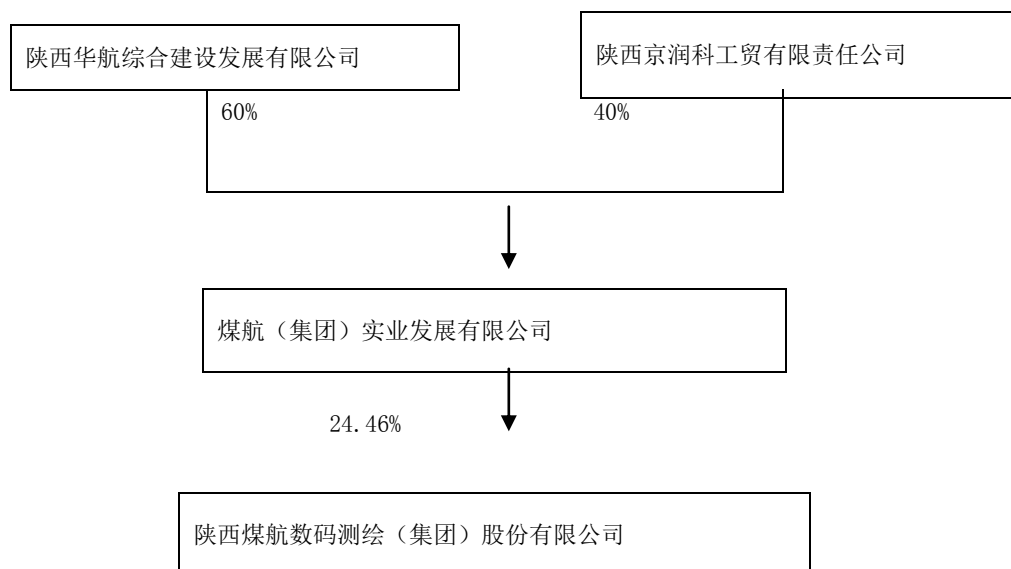 陕西华航综合建设发展有限公司
陕西京润科工贸有限责任公司
60%
40%
煤航（集团）实业发展有限公司
24.46%
陕西煤航数码测绘（集团）股份有限公司